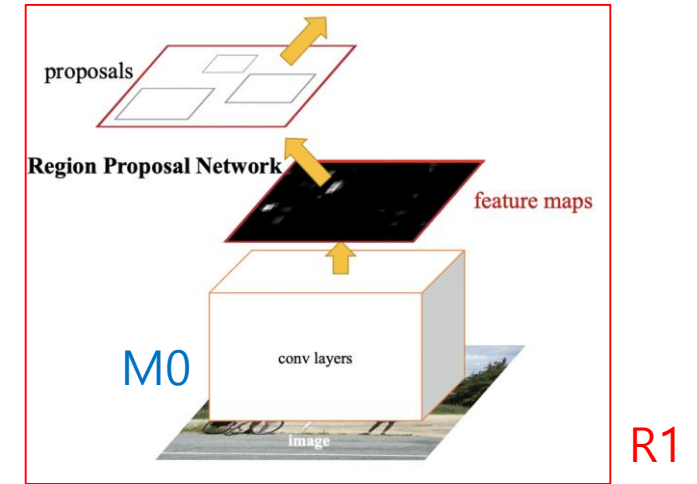 proposals
Region Proposal Network
feature maps
M0
conv layers
image
R1